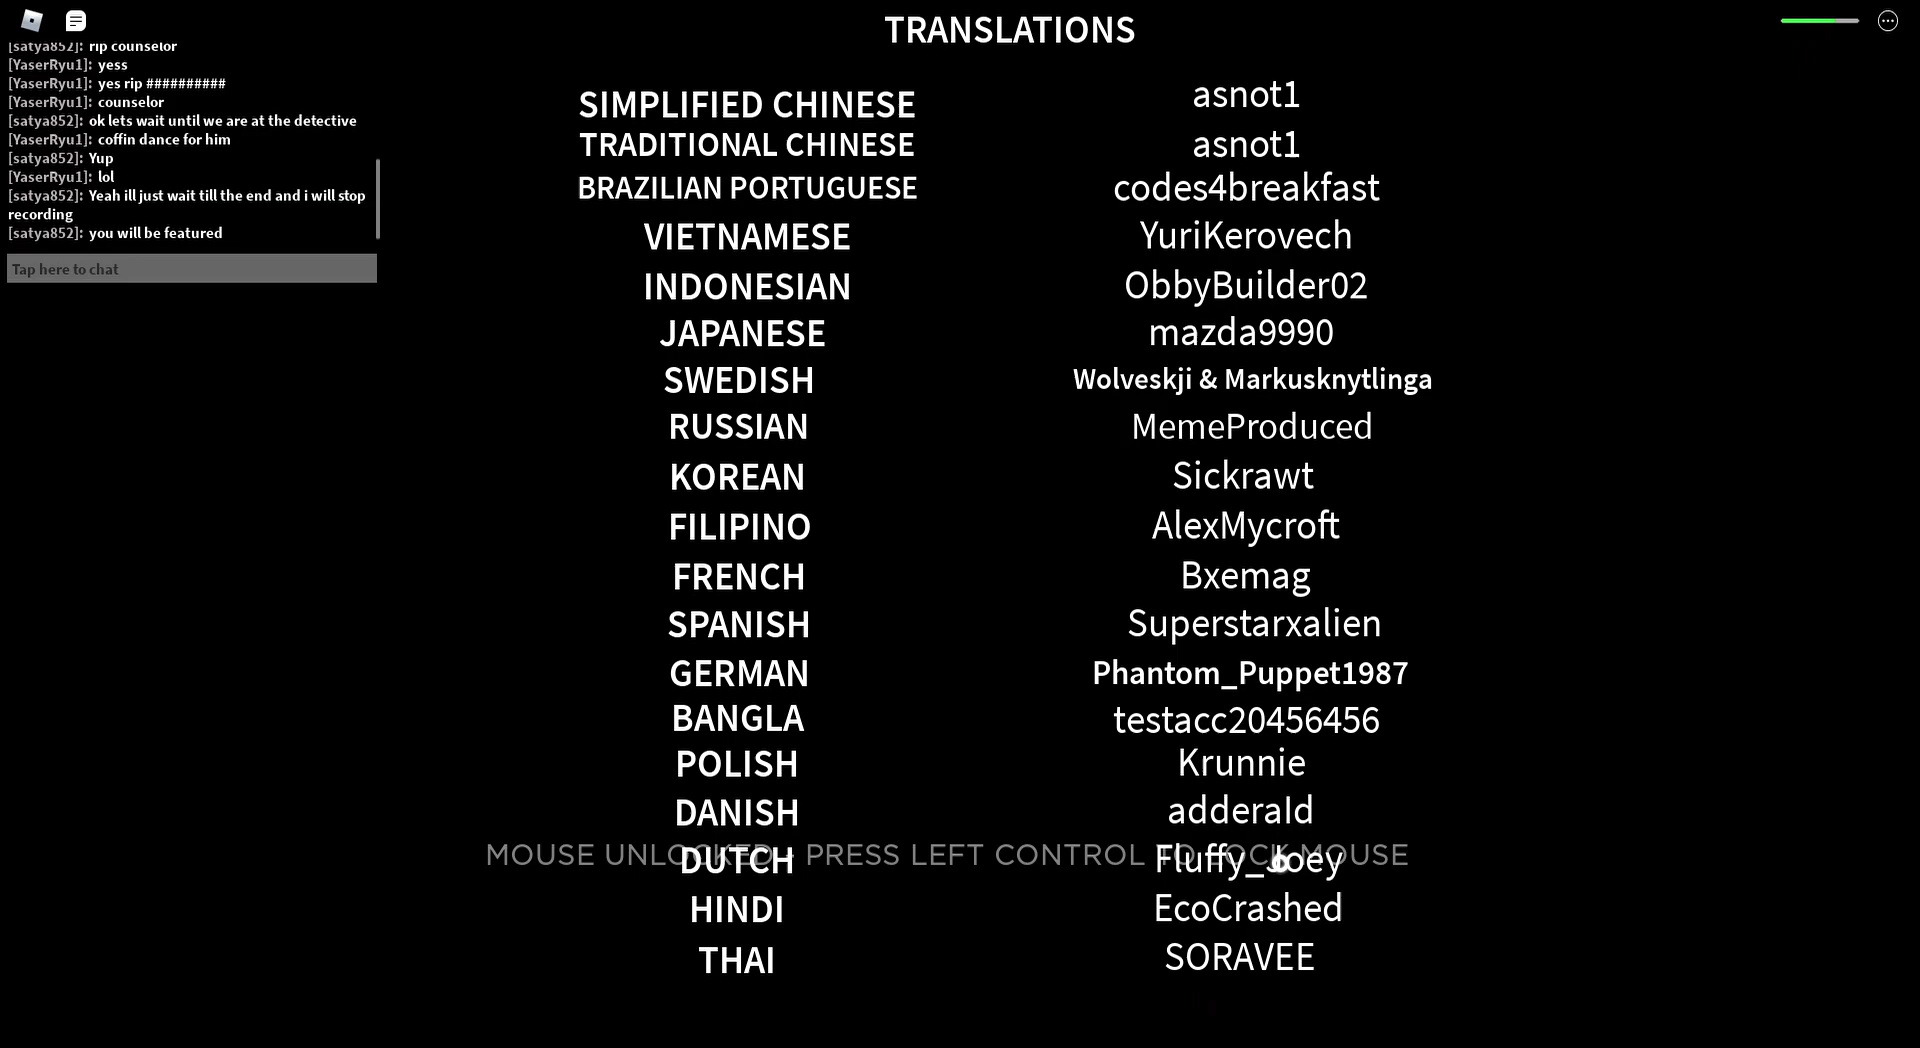 TRANSLATIONS
[satya852]: rip counselor
[YaserRyu1]: yess
[YaserRyu1]: yes rip ##########
[YaserRyu1]: counselor
[satya852]: ok lets wait until we are at the detective
[YaserRyu1]: coffin dance for him
[satya852]: Yup
[YaserRyu1]: lol
[satya852]: Yeah ill just wait till the end and i will stop
recording
[satya852]: you will be featured
Tap here to chat
SIMPLIFIED CHINESE asnot1
TRADITIONAL CHINESE asnot1
BRAZILIAN PORTUGUESE codes4breakfast
VIETNAMESE YuriKerovech
INDONESIAN ObbyBuilder02
JAPANESE mazda9990
SWEDISH Wolveskji & Markusknytlinga
RUSSIAN MemeProduced
KOREAN Sickrawt
FILIPINO AlexMycroft
FRENCH Bxemag
SPANISH Superstarxalien
GERMAN Phantom_Puppet1987
BANGLA testacc20456456
POLISH Krunnie
DANISH adderald
MOUSE UNLOCKED - PRESS LEFT CONTROL TO LOCK MOUSE
DUTCH Fluffy_Joey
HINDI EcoCrashed
THAI SORAVEE